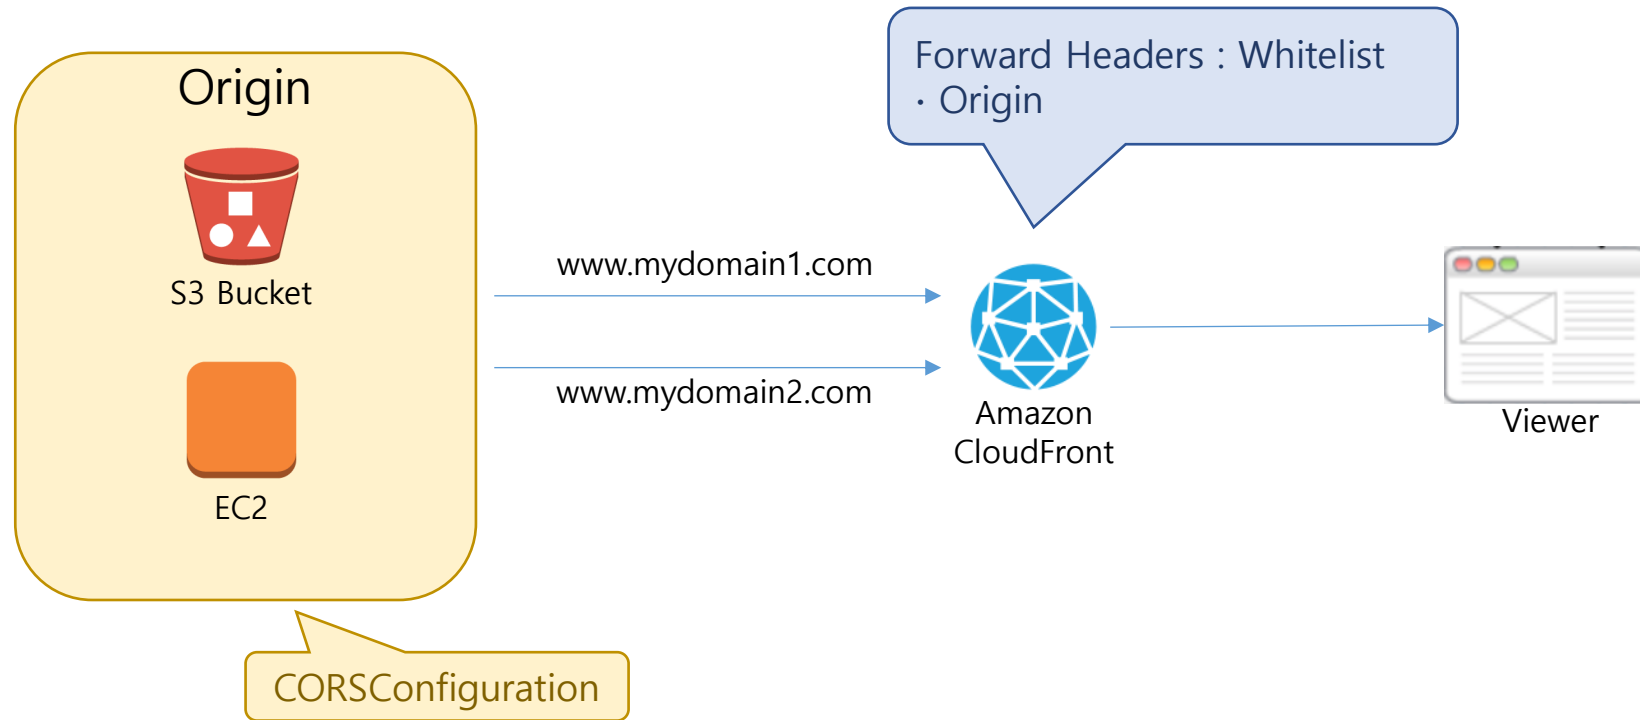 Origin
S3 Bucket
EC2
CORSConfiguration
www.mydomain1.com
www.mydomain2.com
Forward Headers : Whitelist
· Origin
Amazon
CloudFront
Viewer